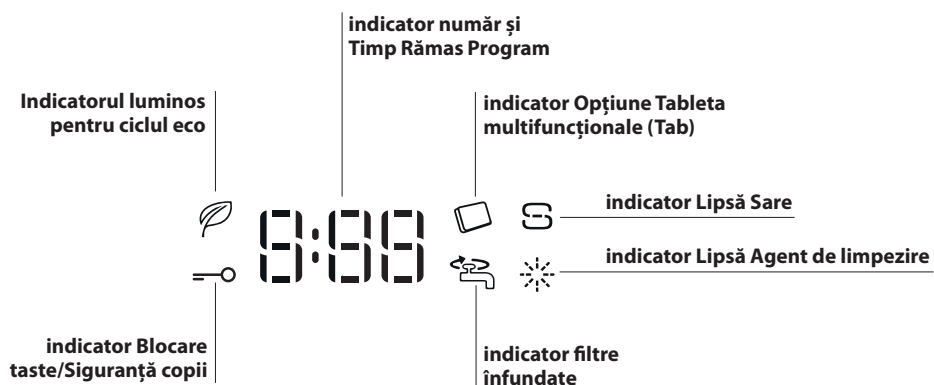 indicator număr și
Timp Rămas Program
Indicatorul luminos
pentru ciclul eco
indicator Opțiune Tableta
multifuncționale (Tab)
8:88
indicator Lipsă Sare
indicator Lipsă Agent de limpezire
indicator Blocare
taste/Siguranță copii
indicator filtre
înfundate